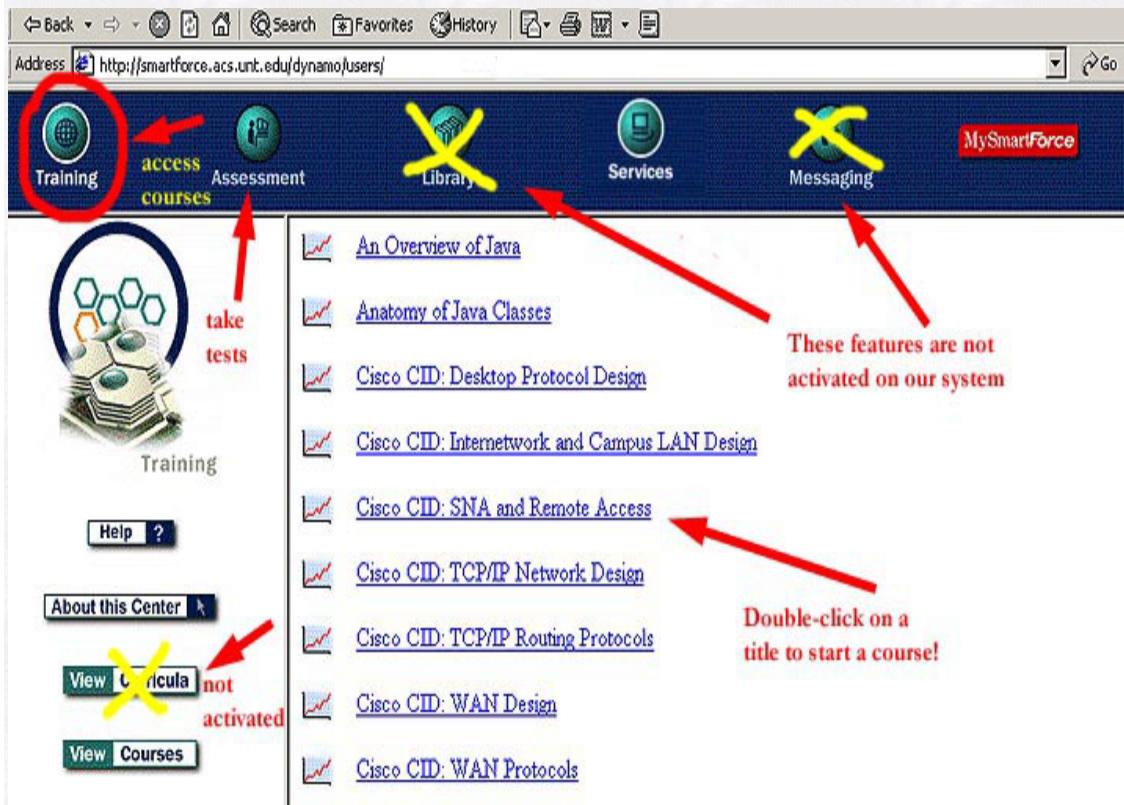 Back Search Favorites History
Address http://smartforce.acs.unt.edu/dynamo/users/ Go
Training
access
courses
Assessment
Library
Services
Messaging
MySmartForce
take
tests
Training
Help ?
About this Center
View Curricula
not
activated
View Courses
An Overview of Java
Anatomy of Java Classes
Cisco CID: Desktop Protocol Design
Cisco CID: Internetwork and Campus LAN Design
Cisco CID: SNA and Remote Access
Cisco CID: TCP/IP Network Design
Cisco CID: TCP/IP Routing Protocols
Cisco CID: WAN Design
Cisco CID: WAN Protocols
These features are not
activated on our system
Double-click on a
title to start a course!